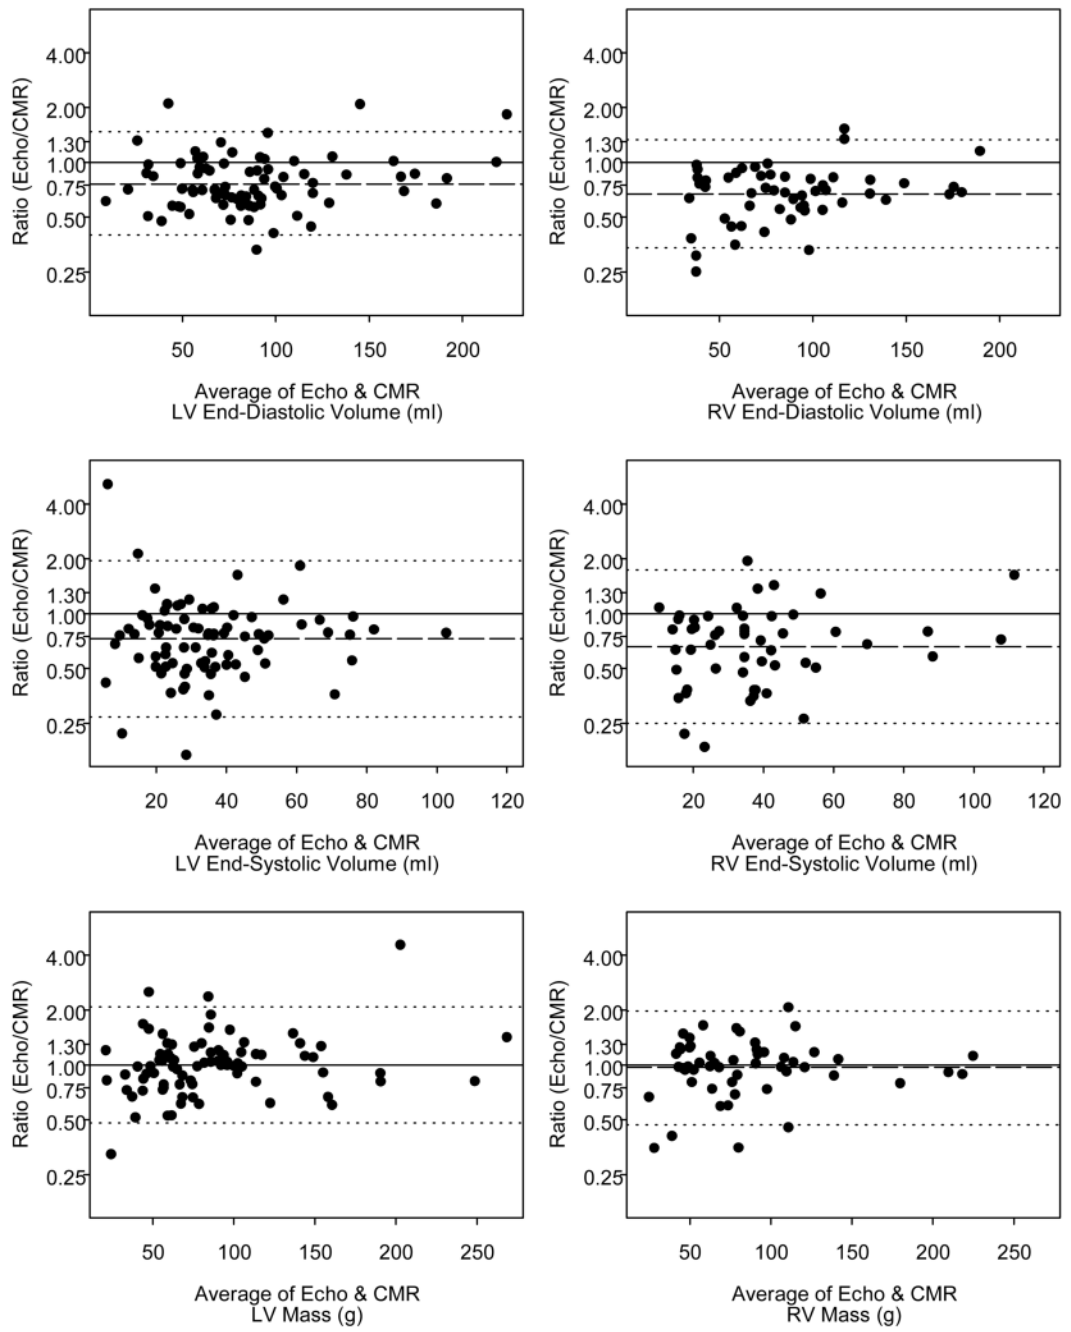 4.00
2.00
1.30
1.00
0.75
0.50
0.25
Ratio (Echo/CMR)
50 100 150 200
Average of Echo & CMR
LV End-Diastolic Volume (ml)
4.00
2.00
1.30
1.00
0.75
0.50
0.25
Ratio (Echo/CMR)
50 100 150 200
Average of Echo & CMR
RV End-Diastolic Volume (ml)
4.00
2.00
1.30
1.00
0.75
0.50
0.25
Ratio (Echo/CMR)
20 40 60 80 100 120
Average of Echo & CMR
LV End-Systolic Volume (ml)
4.00
2.00
1.30
1.00
0.75
0.50
0.25
Ratio (Echo/CMR)
20 40 60 80 100 120
Average of Echo & CMR
RV End-Systolic Volume (ml)
4.00
2.00
1.30
1.00
0.75
0.50
0.25
Ratio (Echo/CMR)
50 100 150 200 250
Average of Echo & CMR
LV Mass (g)
4.00
2.00
1.30
1.00
0.75
0.50
0.25
Ratio (Echo/CMR)
50 100 150 200 250
Average of Echo & CMR
RV Mass (g)